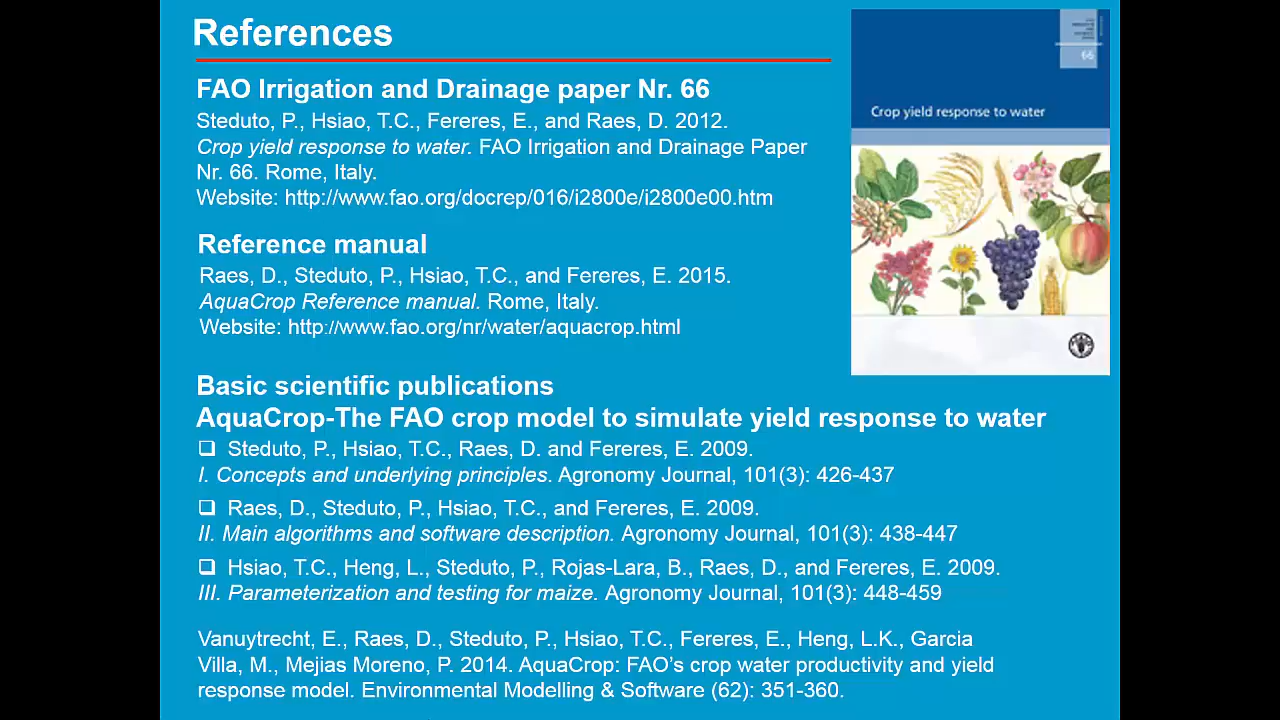 References
FAO Irrigation and Drainage paper Nr. 66
Steduto, P., Hsiao, T.C., Fereres, E., and Raes, D. 2012.
Crop yield response to water. FAO Irrigation and Drainage Paper
Nr. 66. Rome, Italy.
Website: http://www.fao.org/docrep/016/i2800e/i2800e00.htm
66
Crop yield response to water
Reference manual
Raes, D., Steduto, P., Hsiao, T.C., and Fereres, E. 2015.
AquaCrop Reference manual. Rome, Italy.
Website: http://www.fao.org/nr/water/aquacrop.html
Basic scientific publications
AquaCrop-The FAO crop model to simulate yield response to water
❑ Steduto, P., Hsiao, T.C., Raes, D. and Fereres, E. 2009.
I. Concepts and underlying principles. Agronomy Journal, 101(3): 426-437
❑ Raes, D., Steduto, P., Hsiao, T.C., and Fereres, E. 2009.
II. Main algorithms and software description. Agronomy Journal, 101(3): 438-447
❑ Hsiao, T.C., Heng, L., Steduto, P., Rojas-Lara, B., Raes, D., and Fereres, E. 2009.
III. Parameterization and testing for maize. Agronomy Journal, 101(3): 448-459
Vanuytrecht, E., Raes, D., Steduto, P., Hsiao, T.C., Fereres, E., Heng, L.K., Garcia
Villa, M., Mejias Moreno, P. 2014. AquaCrop: FAO's crop water productivity and yield
response model. Environmental Modelling & Software (62): 351-360.